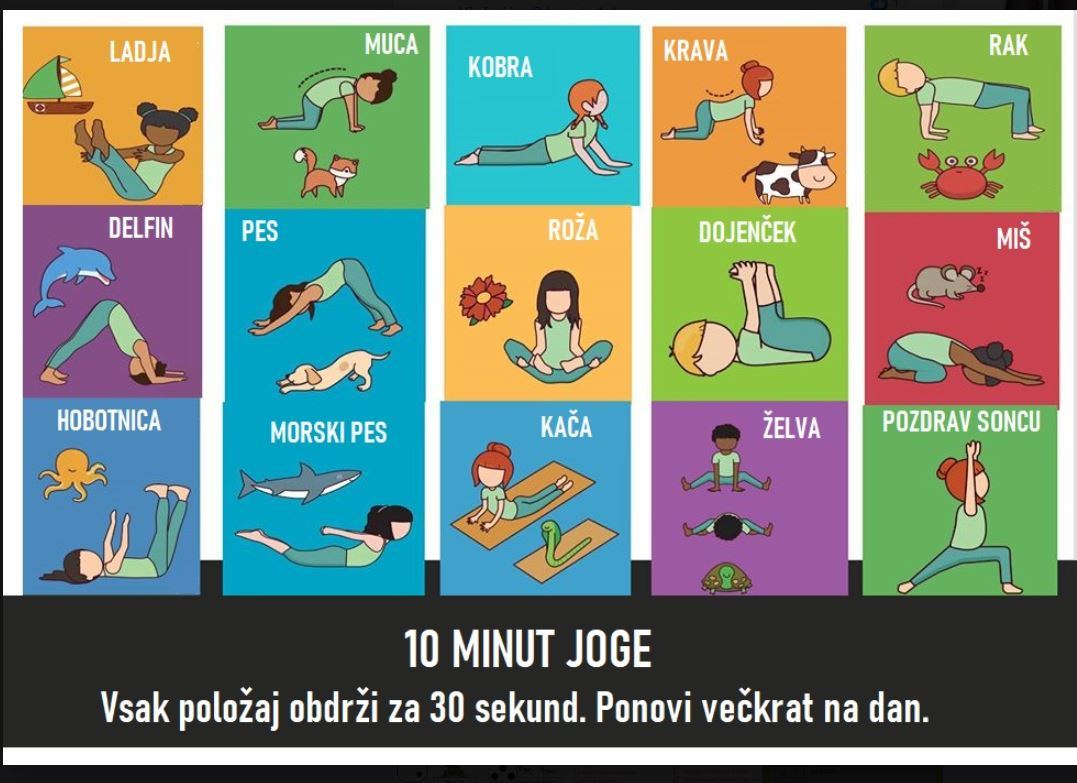 LADJA
MUCA
KOBRA
KRAVA
RAK
DELFIN
PES
ROŽA
DOJENČEK
MIŠ
z z
z
HOBOTNICA
MORSKI PES
KAČA
ŽELVA
POZDRAV SONCU
10 MINUT JOGE
Vsak položaj obdrži za 30 sekund. Ponovi večkrat na dan.